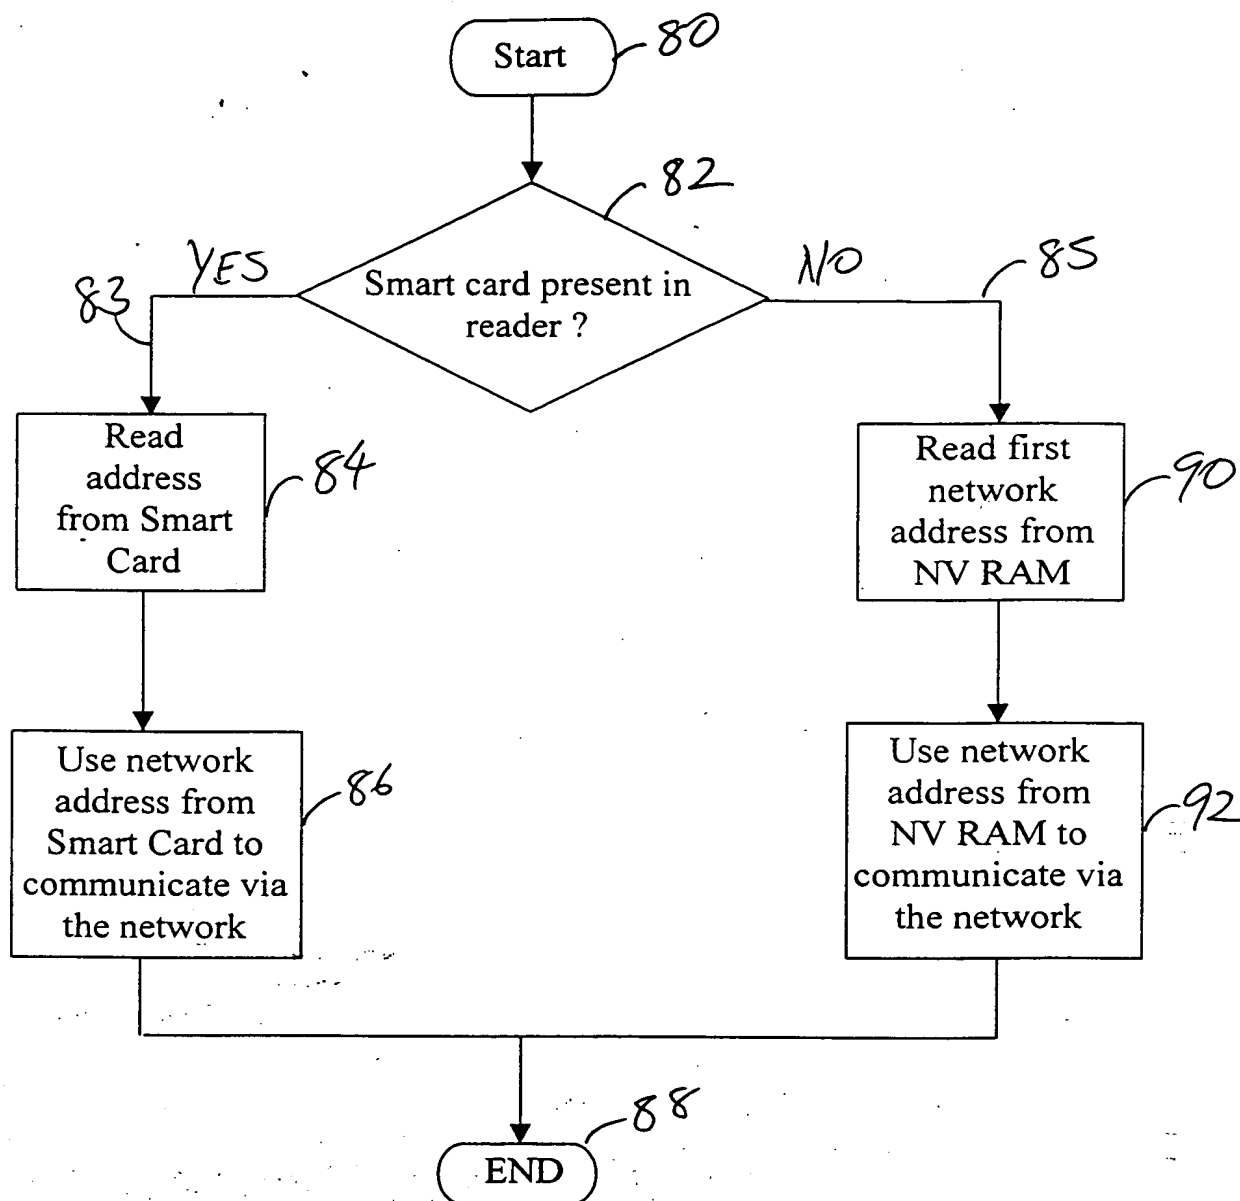 Start
80
82
YES
NO
85
83
Smart card present in
reader ?
Read
address
from Smart
Card
84
Read first
network
address from
NV RAM
90
Use network
address from
Smart Card to
communicate via
the network
86
Use network
address from
NV RAM to
communicate via
the network
92
88
END